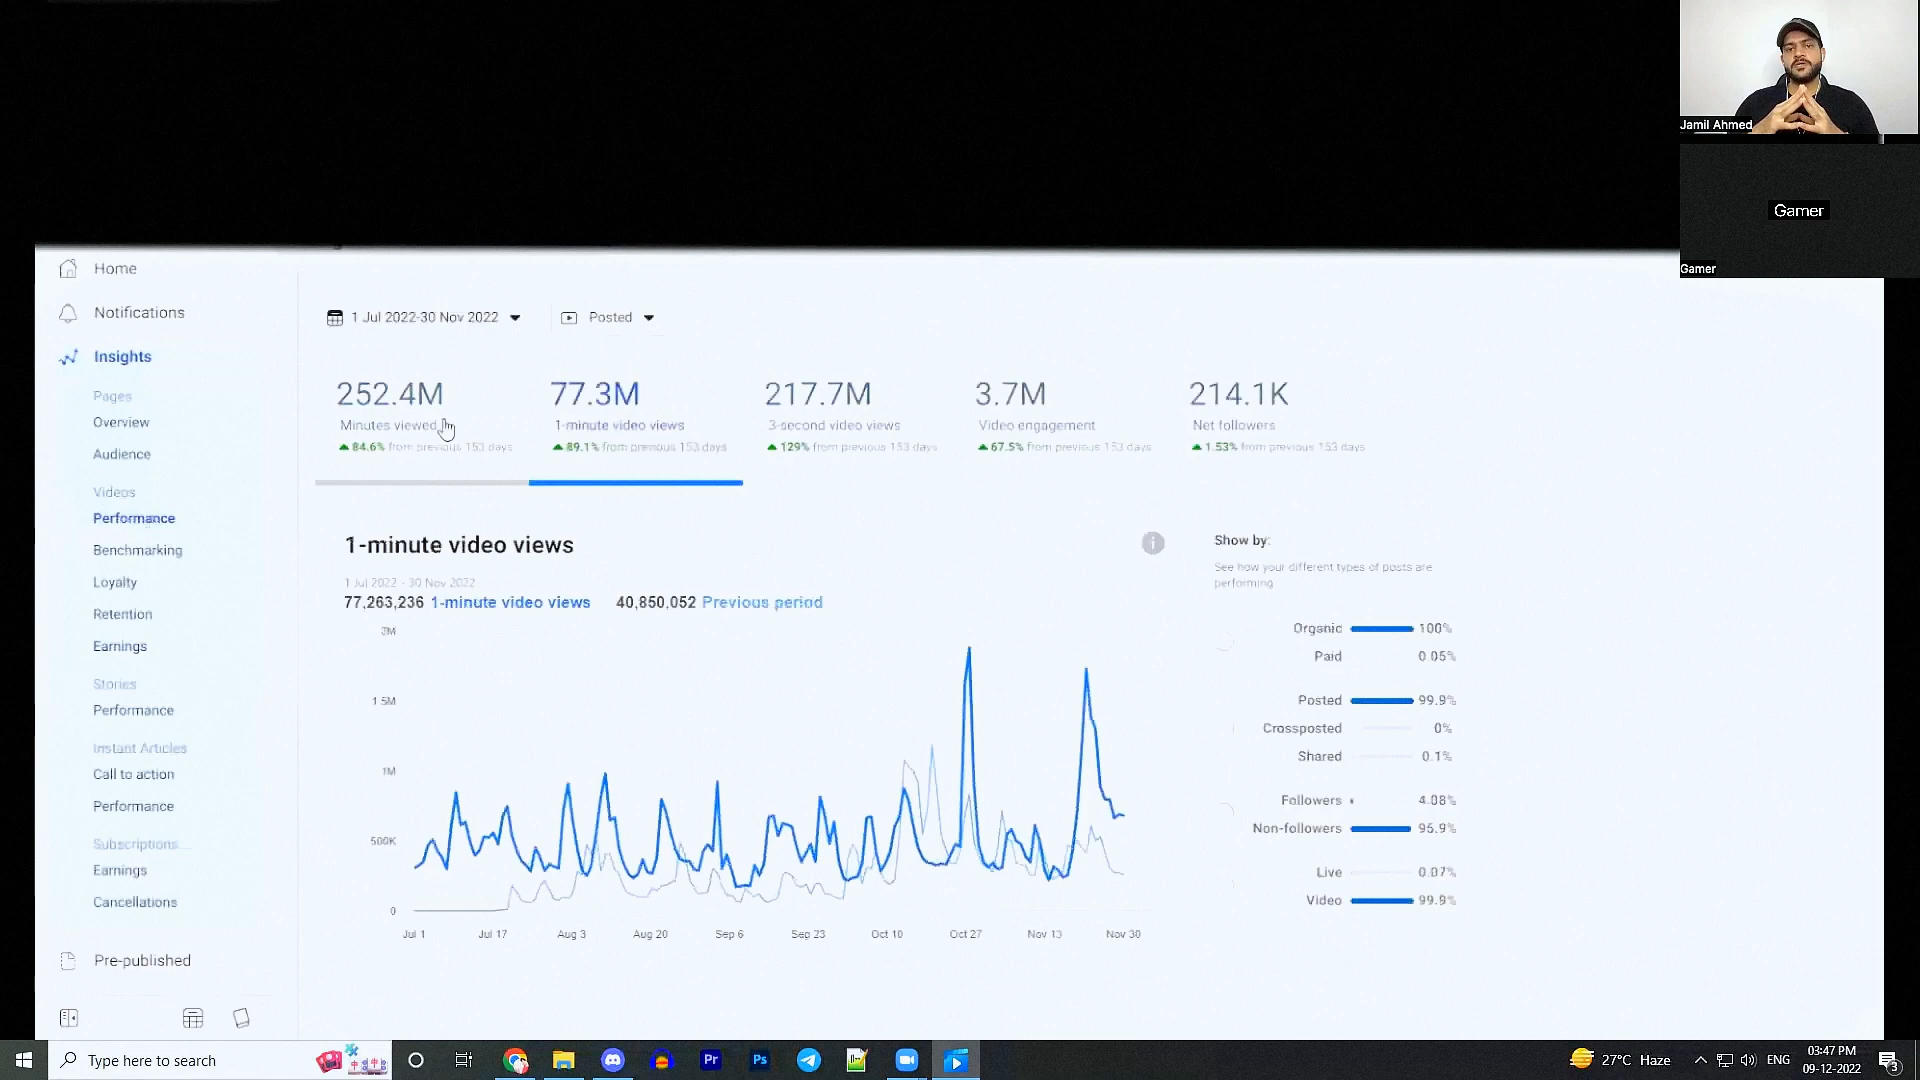 Jamil Ahmed
Gamer
Gamer
Home
Notifications
Insights
Pages
Overview
Audience
Videos
Performance
Benchmarking
Loyalty
Retention
Earnings
Stories
Performance
Instant Articles
Call to action
Performance
Subscriptions
Earnings
Cancellations
Pre-published
1 Jul 2022-30 Nov 2022
Posted
252.4M
Minutes viewed
84.6% from previous 153 days
77.3M
1-minute video views
89.1% from previous 153 days
217.7M
3-second video views
129% from previous 153 days
3.7M
Video engagement
67.5% from previous 153 days
214.1K
Net followers
1.53% from previous 153 days
1-minute video views
1 Jul 2022 - 30 Nov 2022
77,263,236 1-minute video views 40,850,052 Previous period
3M
1.5M
1M
500K
0
Jul 1 Jul 17 Aug 3 Aug 20 Sep 6 Sep 23 Oct 10 Oct 27 Nov 13 Nov 30
Show by:
See how your different types of posts are
performing
Organic 100%
Paid 0.05%
Posted 99.9%
Crossposted 0%
Shared 0.1%
Followers 4.08%
Non-followers 95.9%
Live 0.07%
Video 99.9%
Type here to search
Pr
Ps
27°C Haze
ENG
03:47 PM
09-12-2022
3